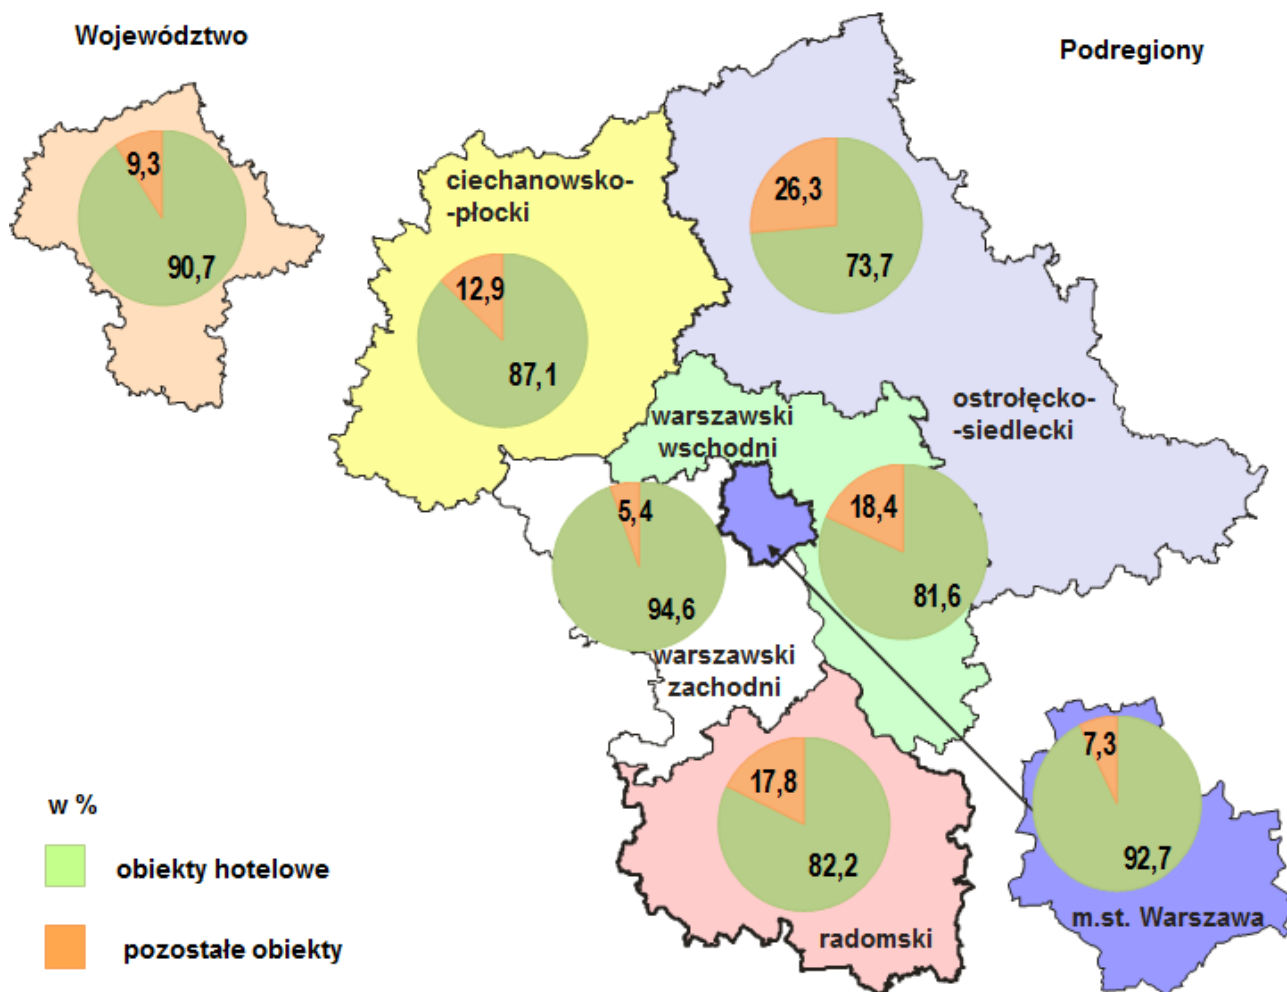 Województwo
Podregiony
9,3
90,7
ciechanowsko-
-płocki
12,9
87,1
26,3
73,7
ostrołęcko-
-siedlecki
warszawski
wschodni
18,4
81,6
5,4
94,6
warszawski
zachodni
17,8
82,2
radomski
7,3
92,7
m.st. Warszawa
w %
obiekty hotelowe
pozostałe obiekty